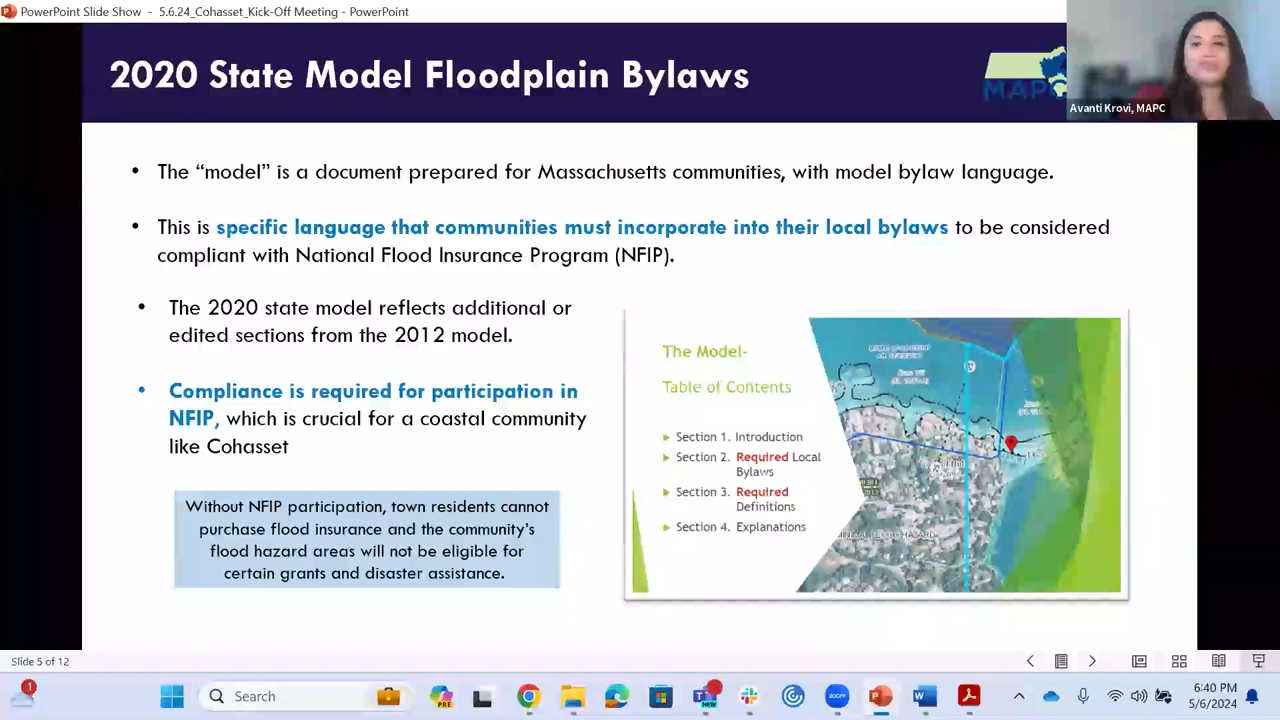 PowerPoint Slide Show - 5.6.24_Cohasset_Kick-Off Meeting - PowerPoint
2020 State Model Floodplain Bylaws
MAPC
Avanti Krovi, MAPC
• The “model” is a document prepared for Massachusetts communities, with model bylaw language.
• This is specific language that communities must incorporate into their local bylaws to be considered
compliant with National Flood Insurance Program (NFIP).
• The 2020 state model reflects additional or
edited sections from the 2012 model.
• Compliance is required for participation in
NFIP, which is crucial for a coastal community
like Cohasset
Without NFIP participation, town residents cannot
purchase flood insurance and the community’s
flood hazard areas will not be eligible for
certain grants and disaster assistance.
The Model-
Table of Contents
Section 1. Introduction
Section 2. Required Local
Bylaws
Section 3. Required
Definitions
Section 4. Explanations
Slide 5 of 12
1
Search
PRE
NEW
zoom
6:40 PM
5/6/2024